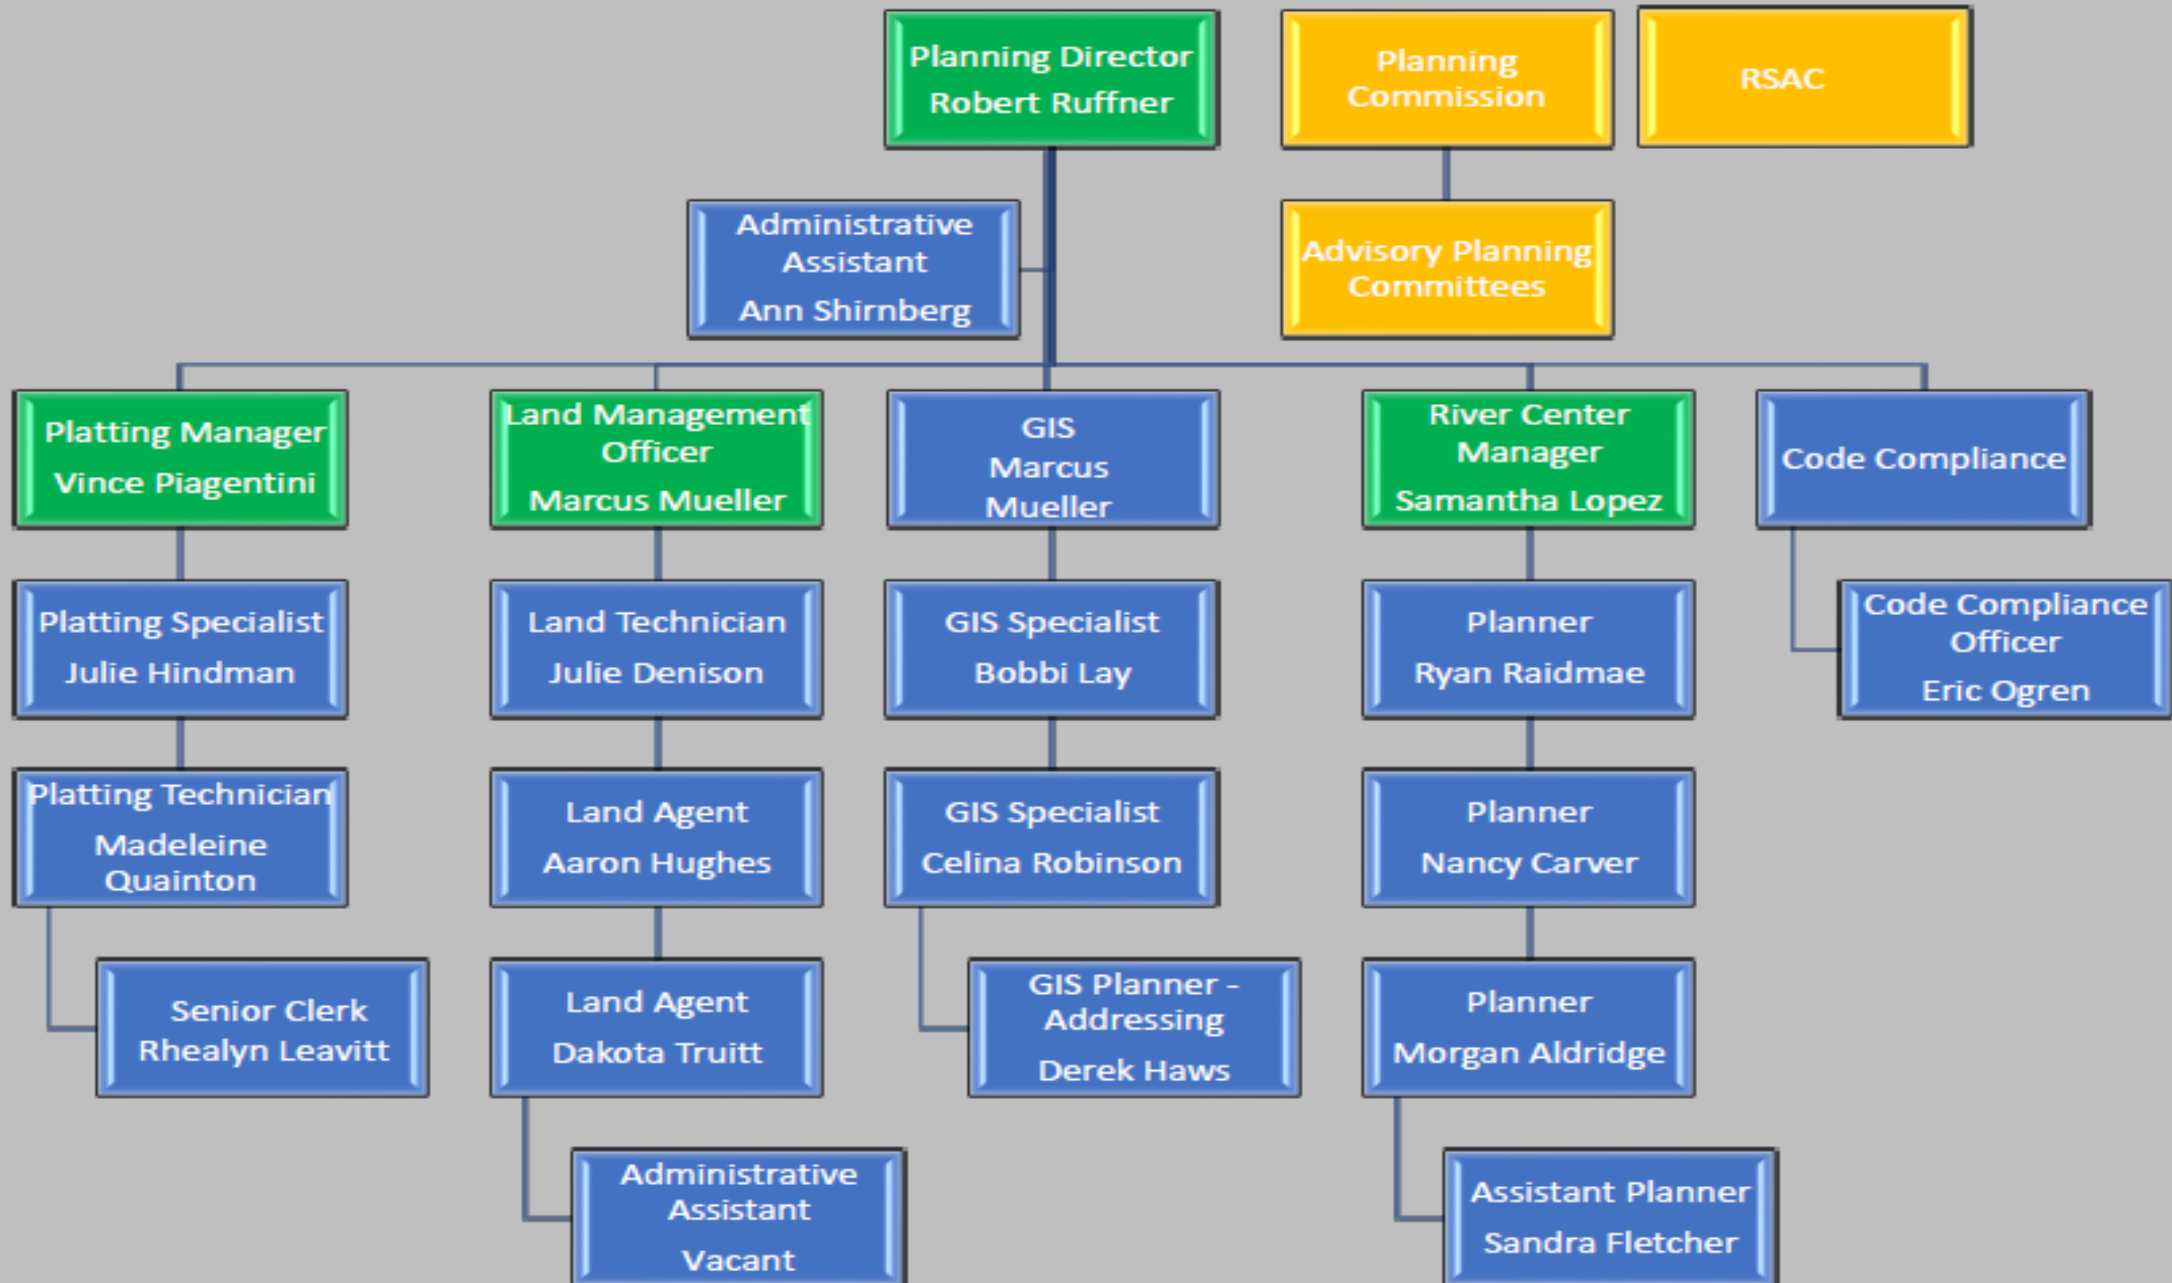 Planning Director
Robert Ruffner
Planning
Commission
RSAC
Administrative
Assistant
Ann Shirnberg
Advisory Planning
Committees
Platting Manager
Vince Piagentini
Land Management
Officer
Marcus Mueller
GIS
Marcus
Mueller
River Center
Manager
Samantha Lopez
Code Compliance
Platting Specialist
Julie Hindman
Land Technician
Julie Denison
GIS Specialist
Bobbi Lay
Planner
Ryan Raidmae
Code Compliance
Officer
Eric Ogren
Platting Technician
Madeleine
Quainton
Land Agent
Aaron Hughes
GIS Specialist
Celina Robinson
Planner
Nancy Carver
Senior Clerk
Rhealyn Leavitt
Land Agent
Dakota Truitt
GIS Planner -
Addressing
Derek Haws
Planner
Morgan Aldridge
Administrative
Assistant
Vacant
Assistant Planner
Sandra Fletcher